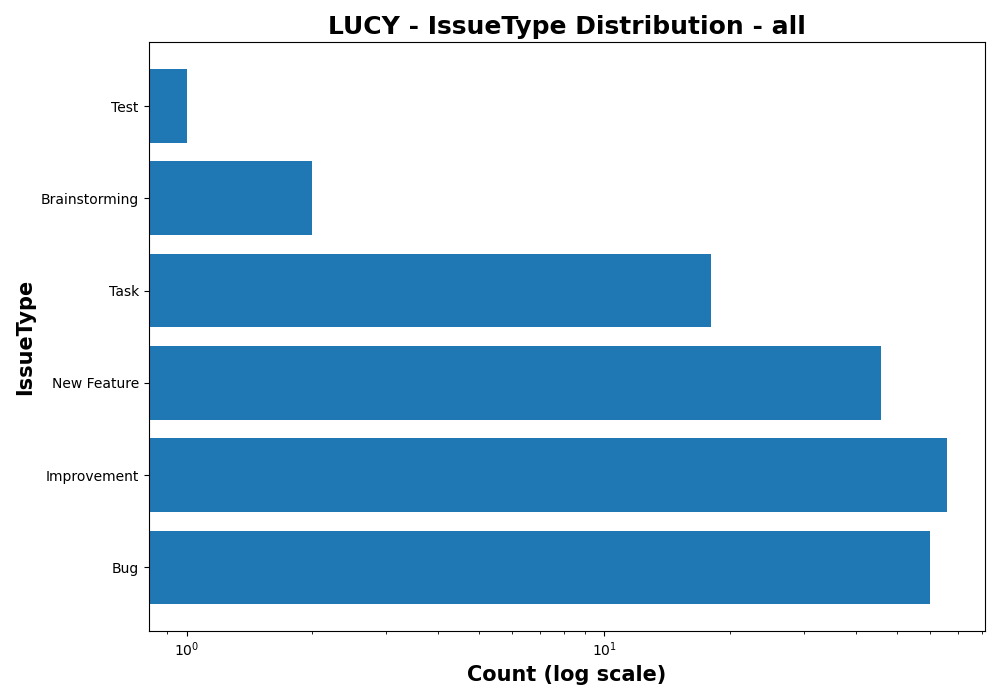 LUCY - IssueType Distribution - all
IssueType
Test
Brainstorming
Task
New Feature
Improvement
Bug
10⁰ 10¹
Count (log scale)